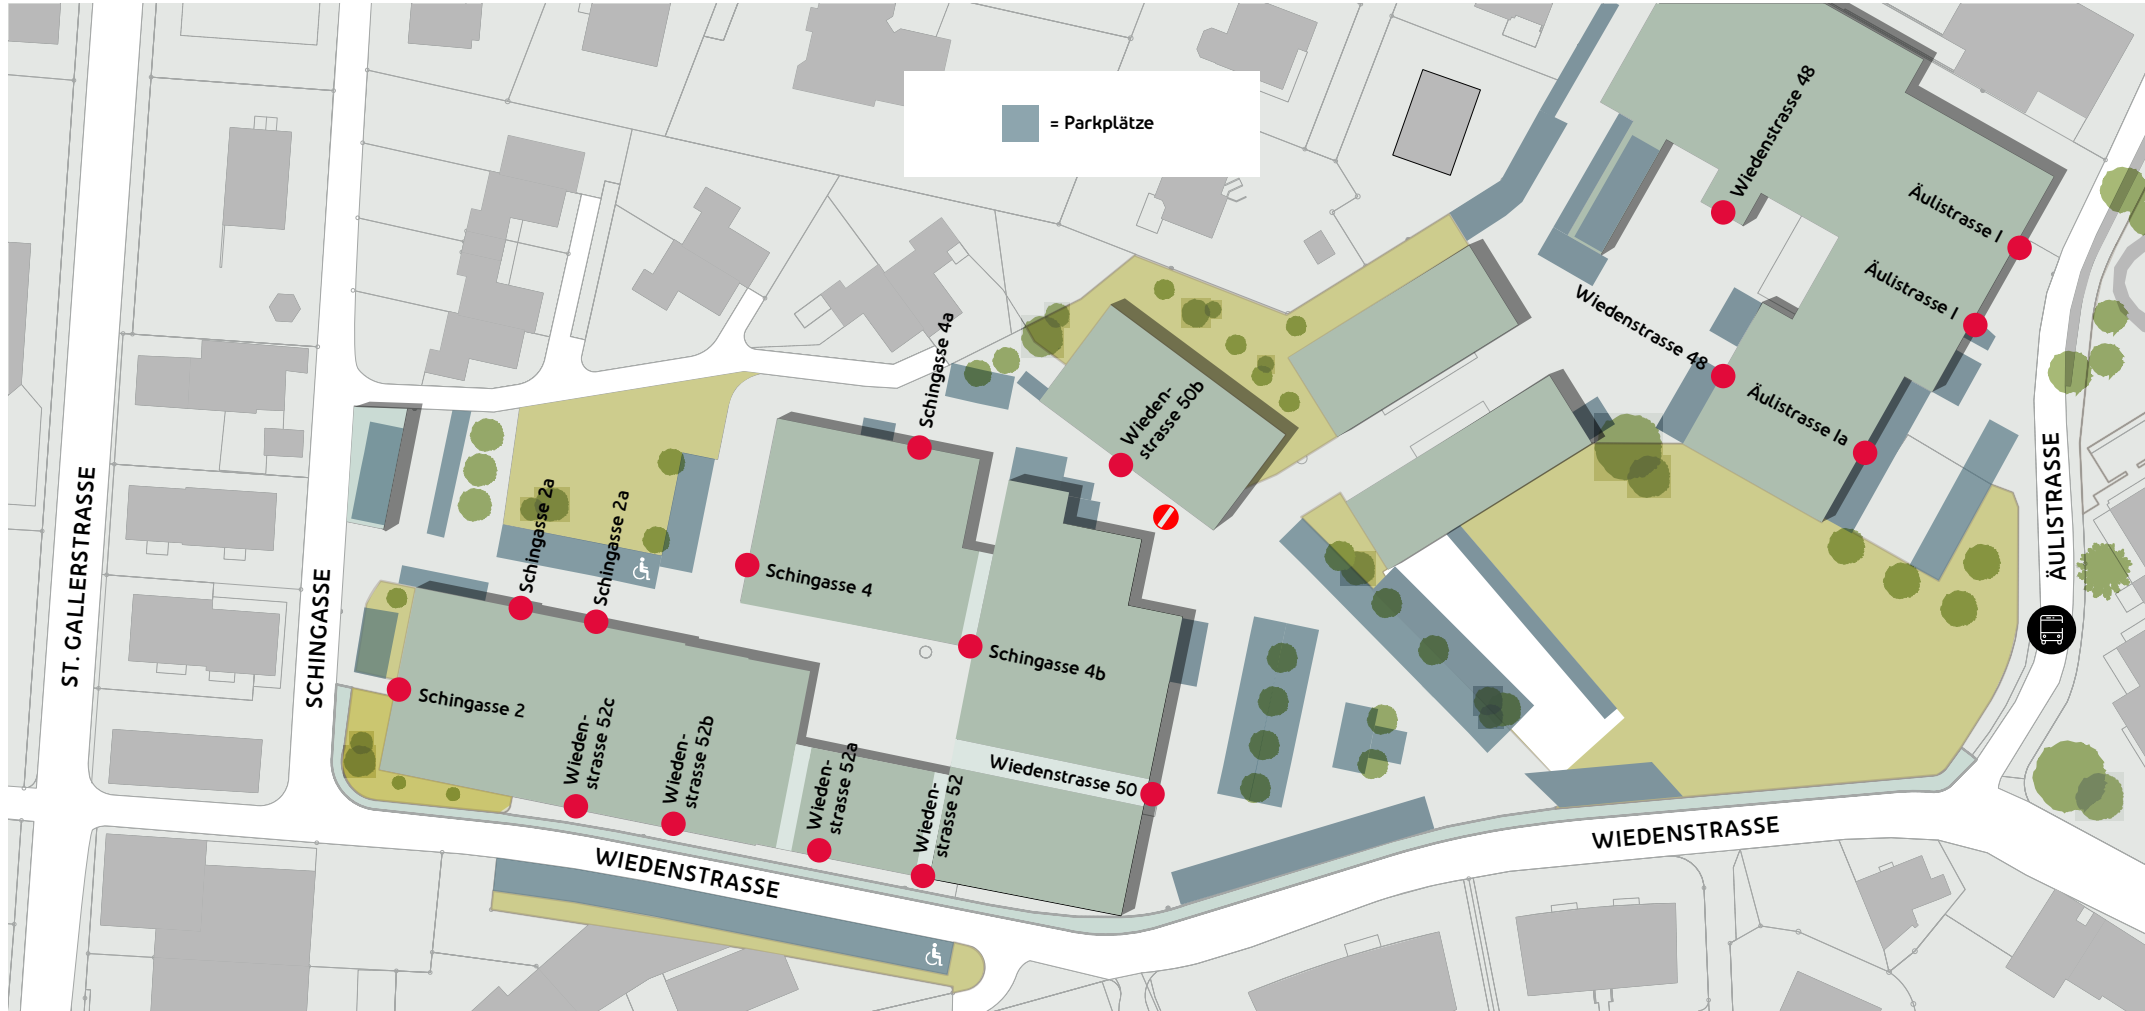 = Parkplätze
Wiedenstrasse 48
Äulistrasse I
Äulistrasse I
Wiedenstrasse 48
Äulistrasse Ia
Schingasse 4a
Wieden-
strasse 50b
Schingasse 2a
Schingasse 2a
Schingasse 4
Schingasse 4b
Schingasse 2
Wieden-
strasse 52c
Wieden-
strasse 52b
Wieden-
strasse 52a
Wieden-
strasse 52
Wiedenstrasse 50
ST. GALLERSTRASSE
SCHINGASSE
WIEDENSTRASSE
WIEDENSTRASSE
ÄULISTRASSE